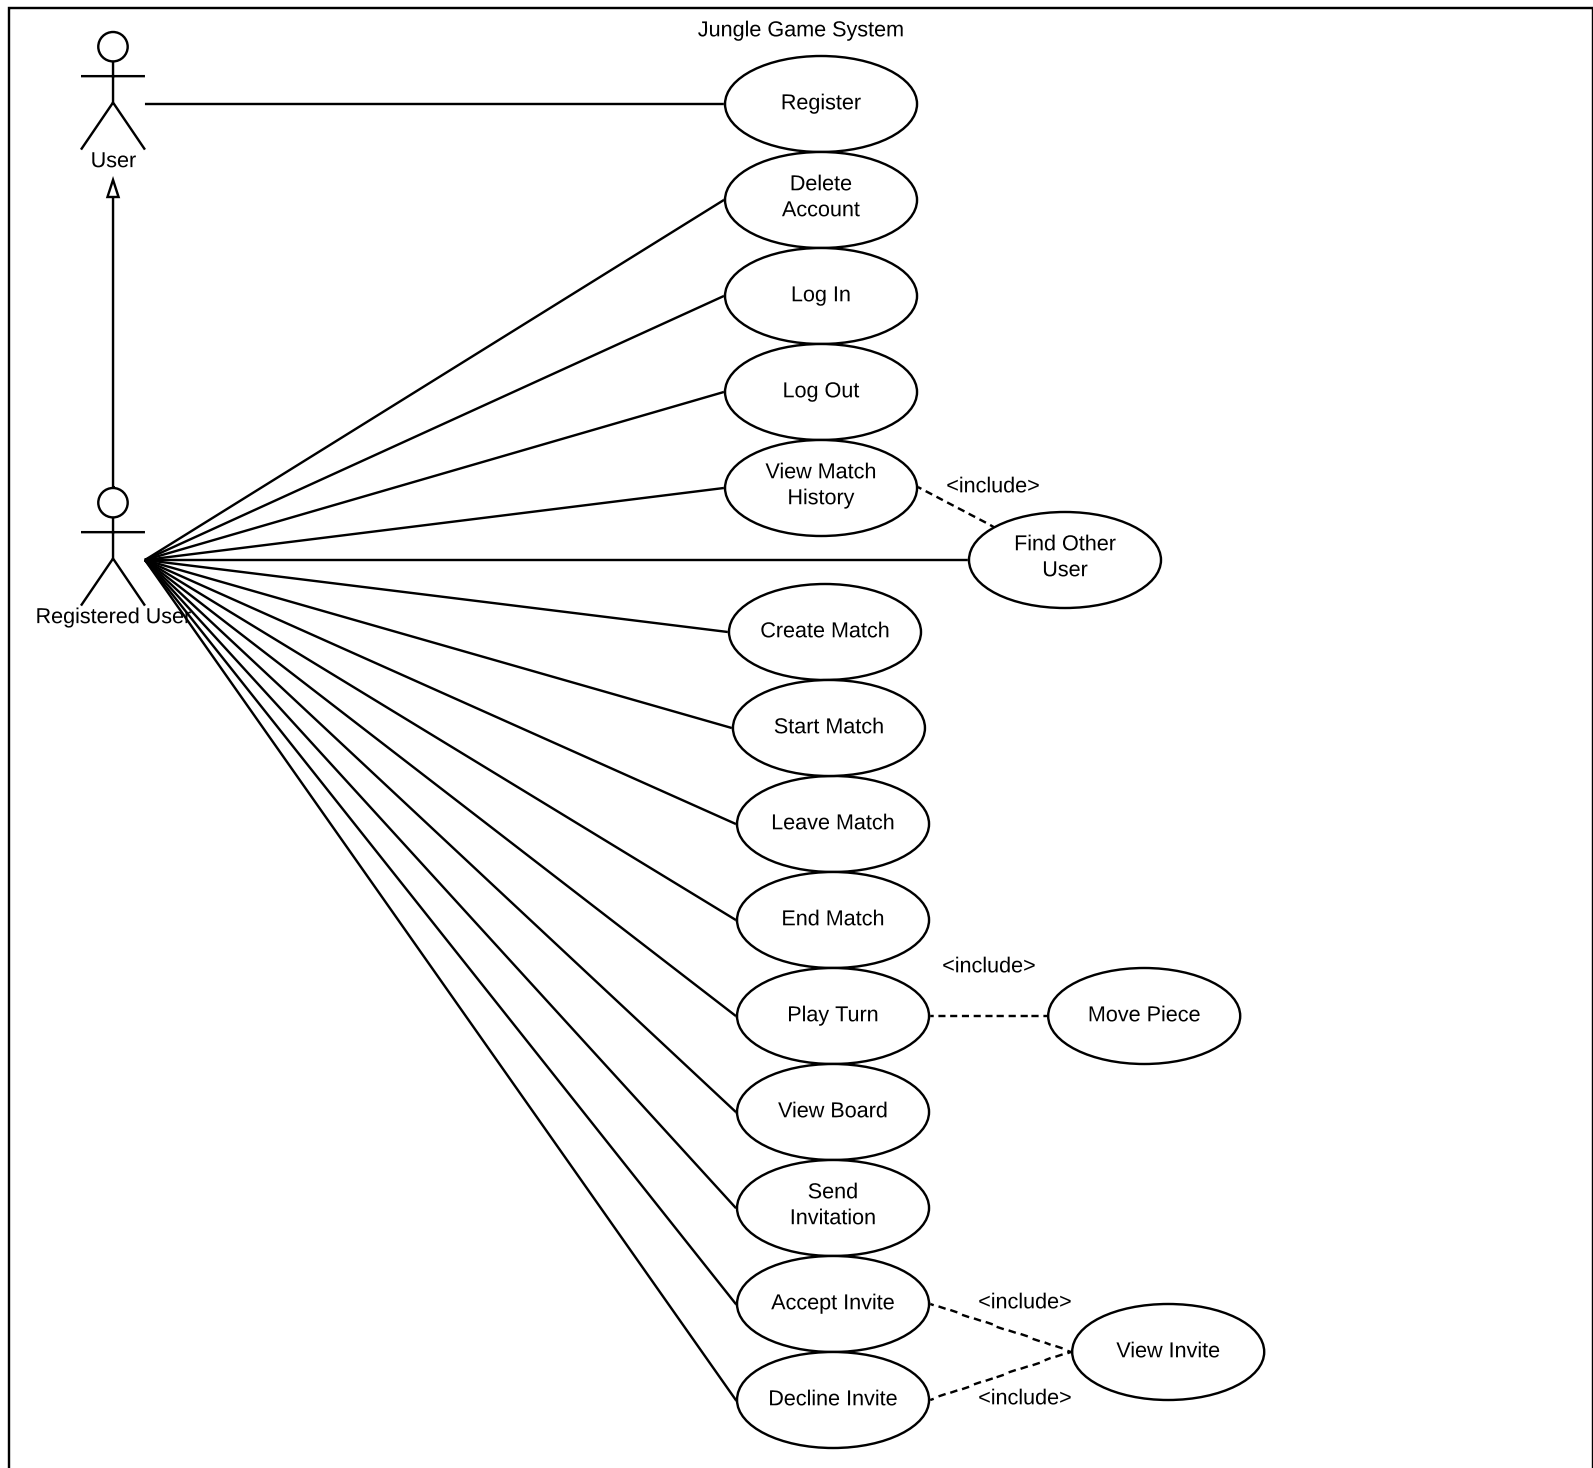 Jungle Game System
Register
User
Delete
Account
Log In
Log Out
View Match
History
<include>
Find Other
User
Registered User
Create Match
Start Match
Leave Match
End Match
<include>
Play Turn
Move Piece
View Board
Send
Invitation
Accept Invite
<include>
View Invite
Decline Invite
<include>